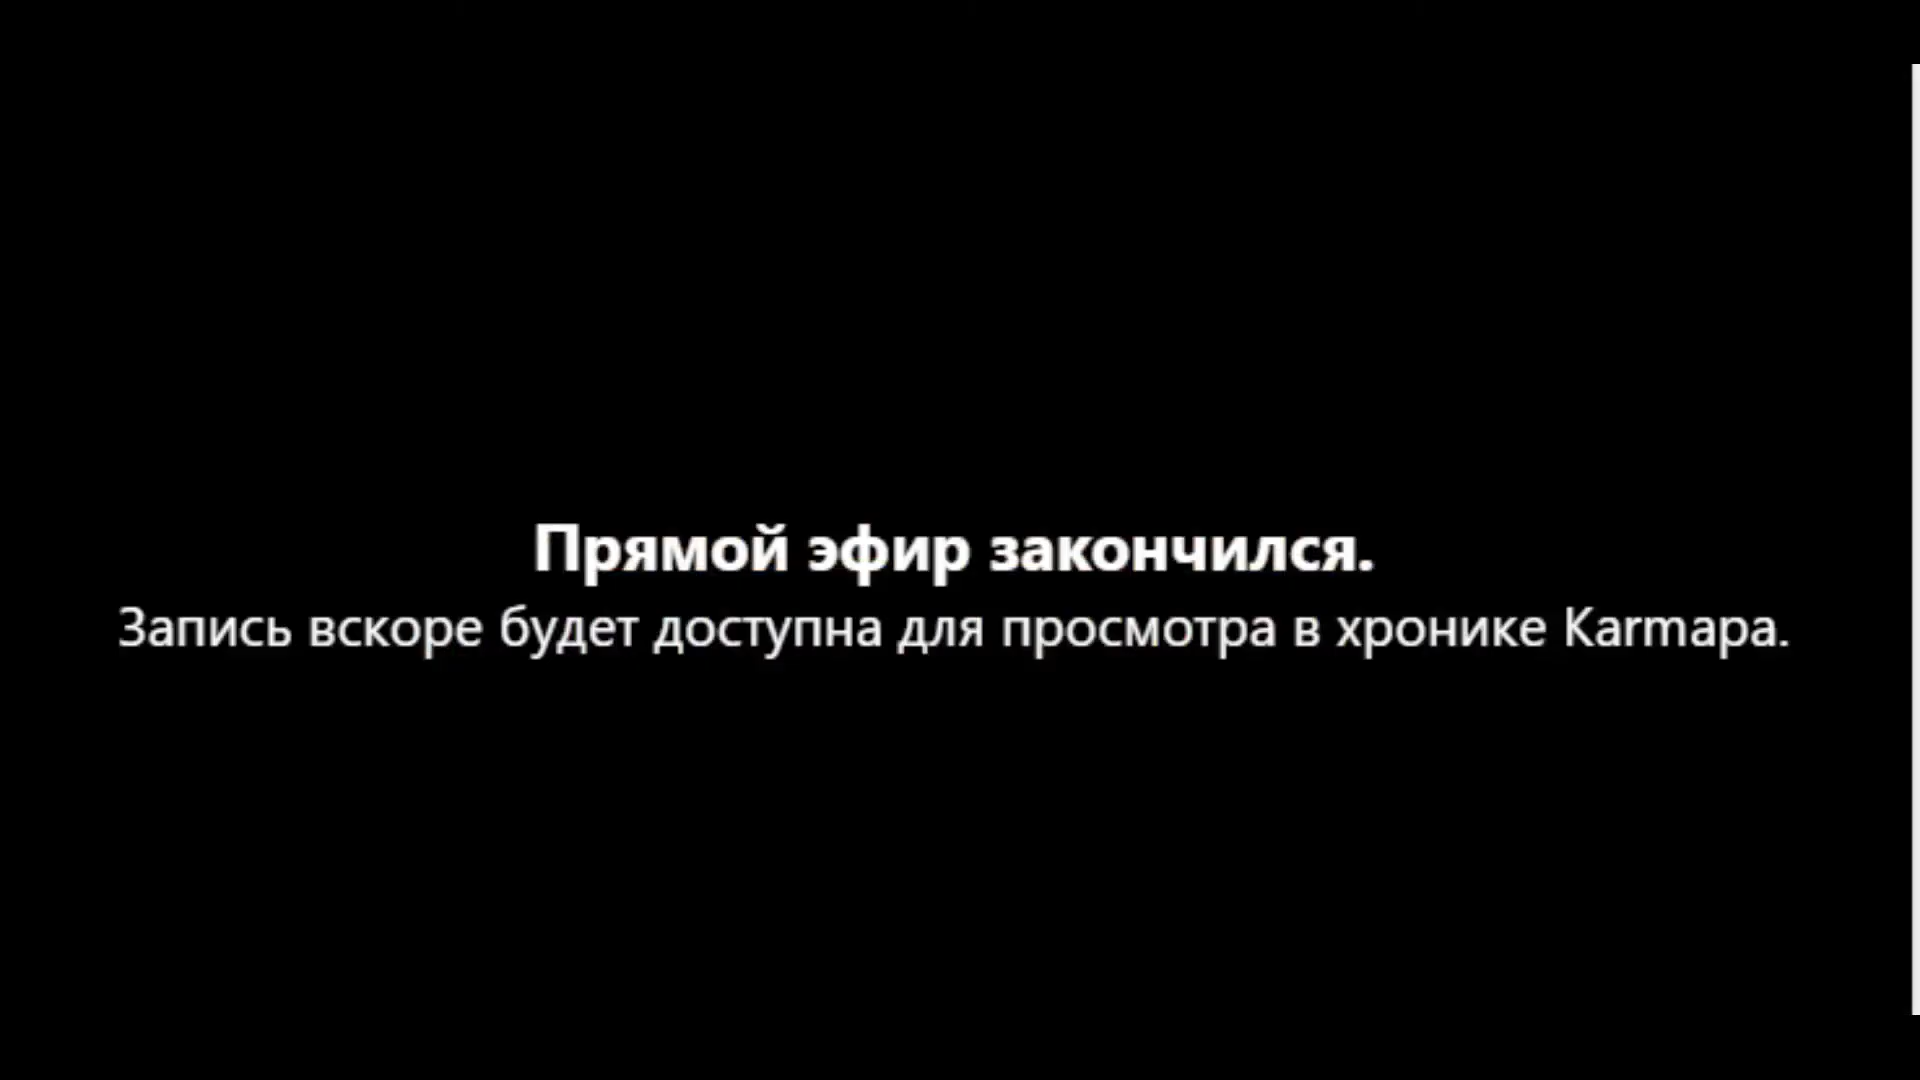 Прямой эфир закончился.
Запись вскоре будет доступна для просмотра в хронике Karmapa.